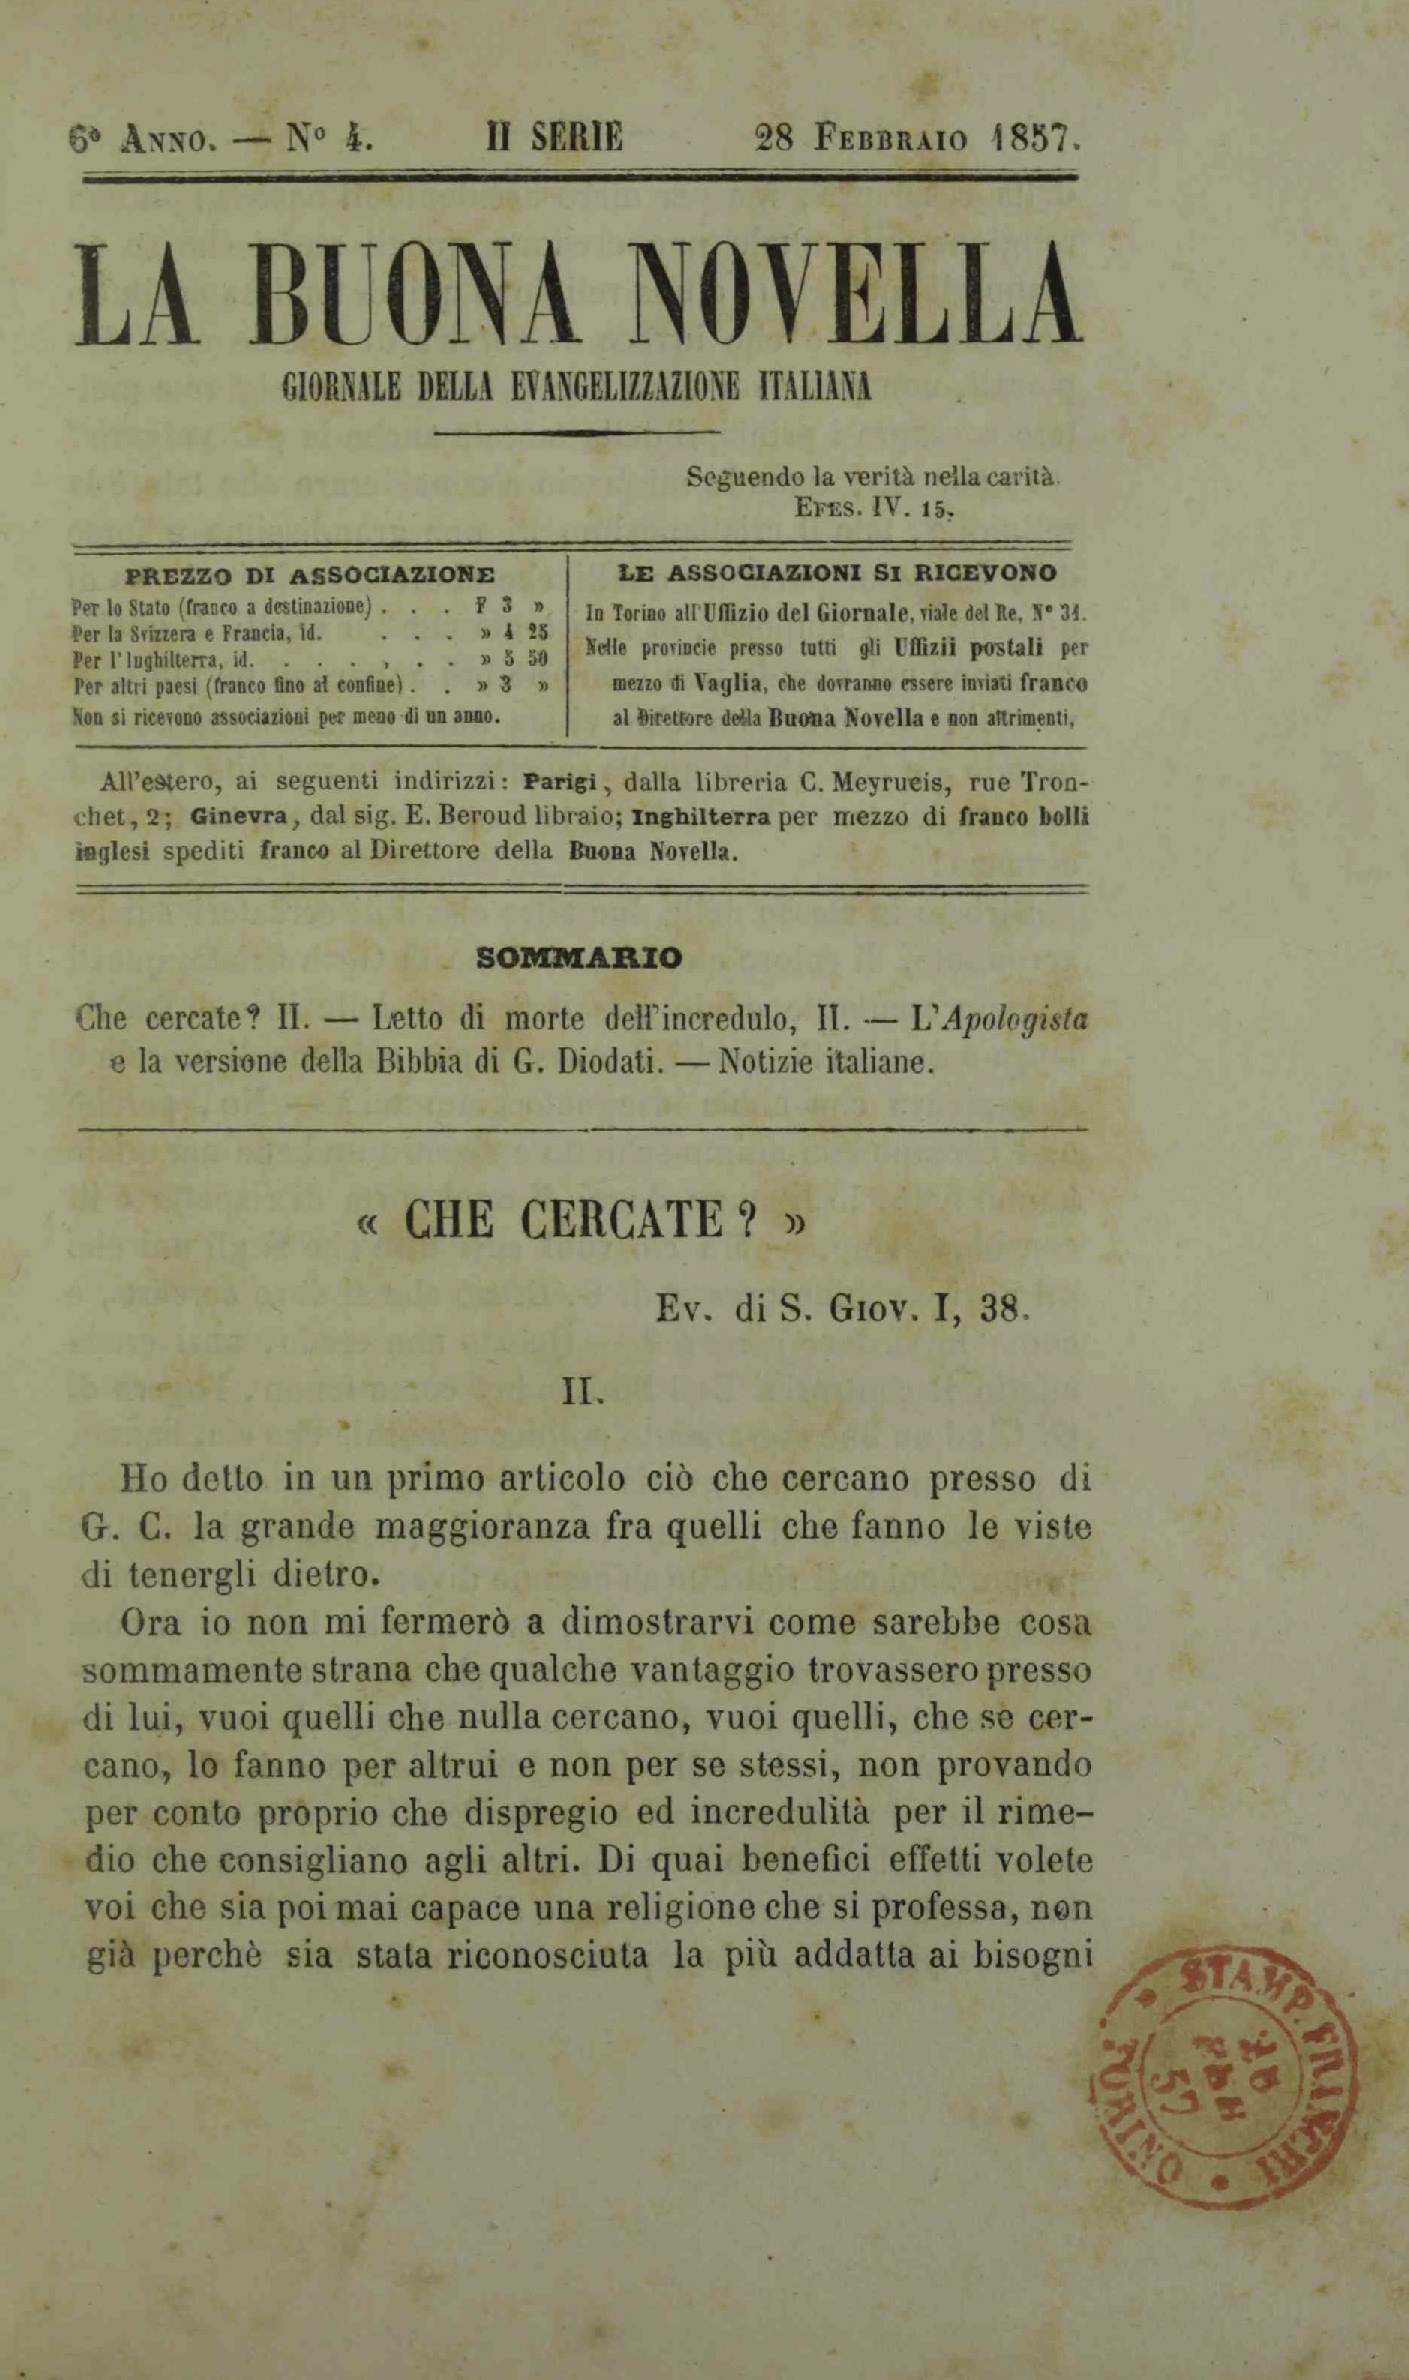 6º ANNO. — Nº 4. II SERIE 28 FEBBRAIO 1857.
LA BUONA NOVELLA
GIORNALE DELLA EVANGELIZZAZIONE ITALIANA
Seguendo la verità nella carità.
EFES. IV. 15.
PREZZO DI ASSOCIAZIONE
Per lo Stato (franco a destinazione) . . . F 3 »
Per la Svizzera e Francia, id. . . . » 4 25
Per l'Inghilterra, id. . . . , . . » 5 50
Per altri paesi (franco fino al confine) . . » 3 »
Non si ricevono associazioni per meno di un anno.
LE ASSOCIAZIONI SI RICEVONO
In Torino all'Uffizio del Giornale, viale del Re, Nº 31.
Nelle provincie presso tutti gli Uffizii postali per
mezzo di Vaglia, che dovranno essere inviati franco
al Direttore della Buona Novella e non altrimenti,
All'estero, ai seguenti indirizzi: Parigi, dalla libreria C. Meyrueis, rue Tron-
chet, 2; Ginevra, dal sig. E. Beroud libraio; Inghilterra per mezzo di franco bolli
inglesi spediti franco al Direttore della Buona Novella.
SOMMARIO
Che cercate? II. — Letto di morte dell'incredulo, II. — L'Apologista
e la versione della Bibbia di G. Diodati. — Notizie italiane.
« CHE CERCATE? »
Ev. di S. GIOV. I, 38.
II.
Ho detto in un primo articolo ciò che cercano presso di
G. C. la grande maggioranza fra quelli che fanno le viste
di tenergli dietro.
Ora io non mi fermerò a dimostrarvi come sarebbe cosa
sommamente strana che qualche vantaggio trovassero presso
di lui, vuoi quelli che nulla cercano, vuoi quelli, che se cer-
cano, lo fanno per altrui e non per se stessi, non provando
per conto proprio che dispregio ed incredulità per il rime-
dio che consigliano agli altri. Di quai benefici effetti volete
voi che sia poi mai capace una religione che si professa, non
già perchè sia stata riconosciuta la più addatta ai bisogni
STAMP. FRANCHI
TORINO
FEB
57